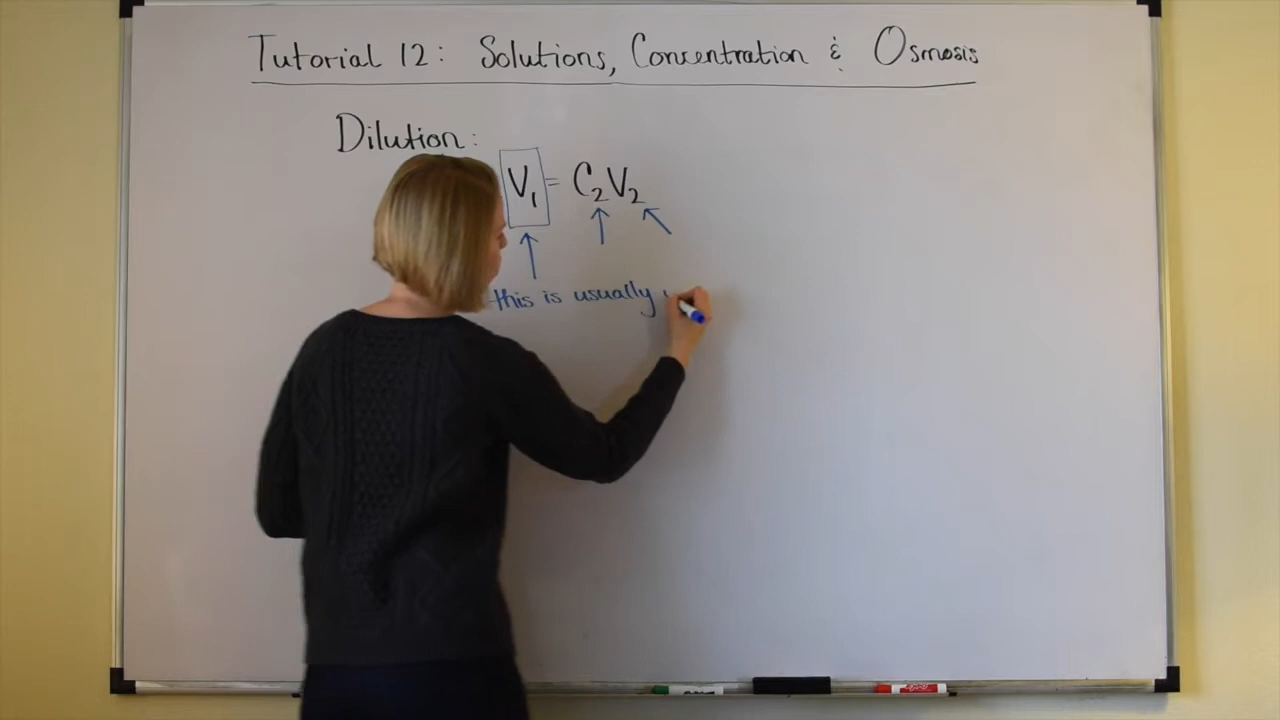 Tutorial 12: Solutions, Concentration & Osmosis
Dilution:
V₁ = C₂V₂
this is usually